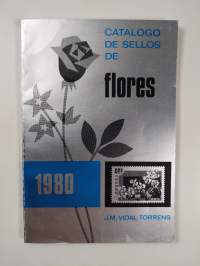 CATALOGO
DE SELLOS
DE
flores
1980
J.M. VIDAL TORRENS